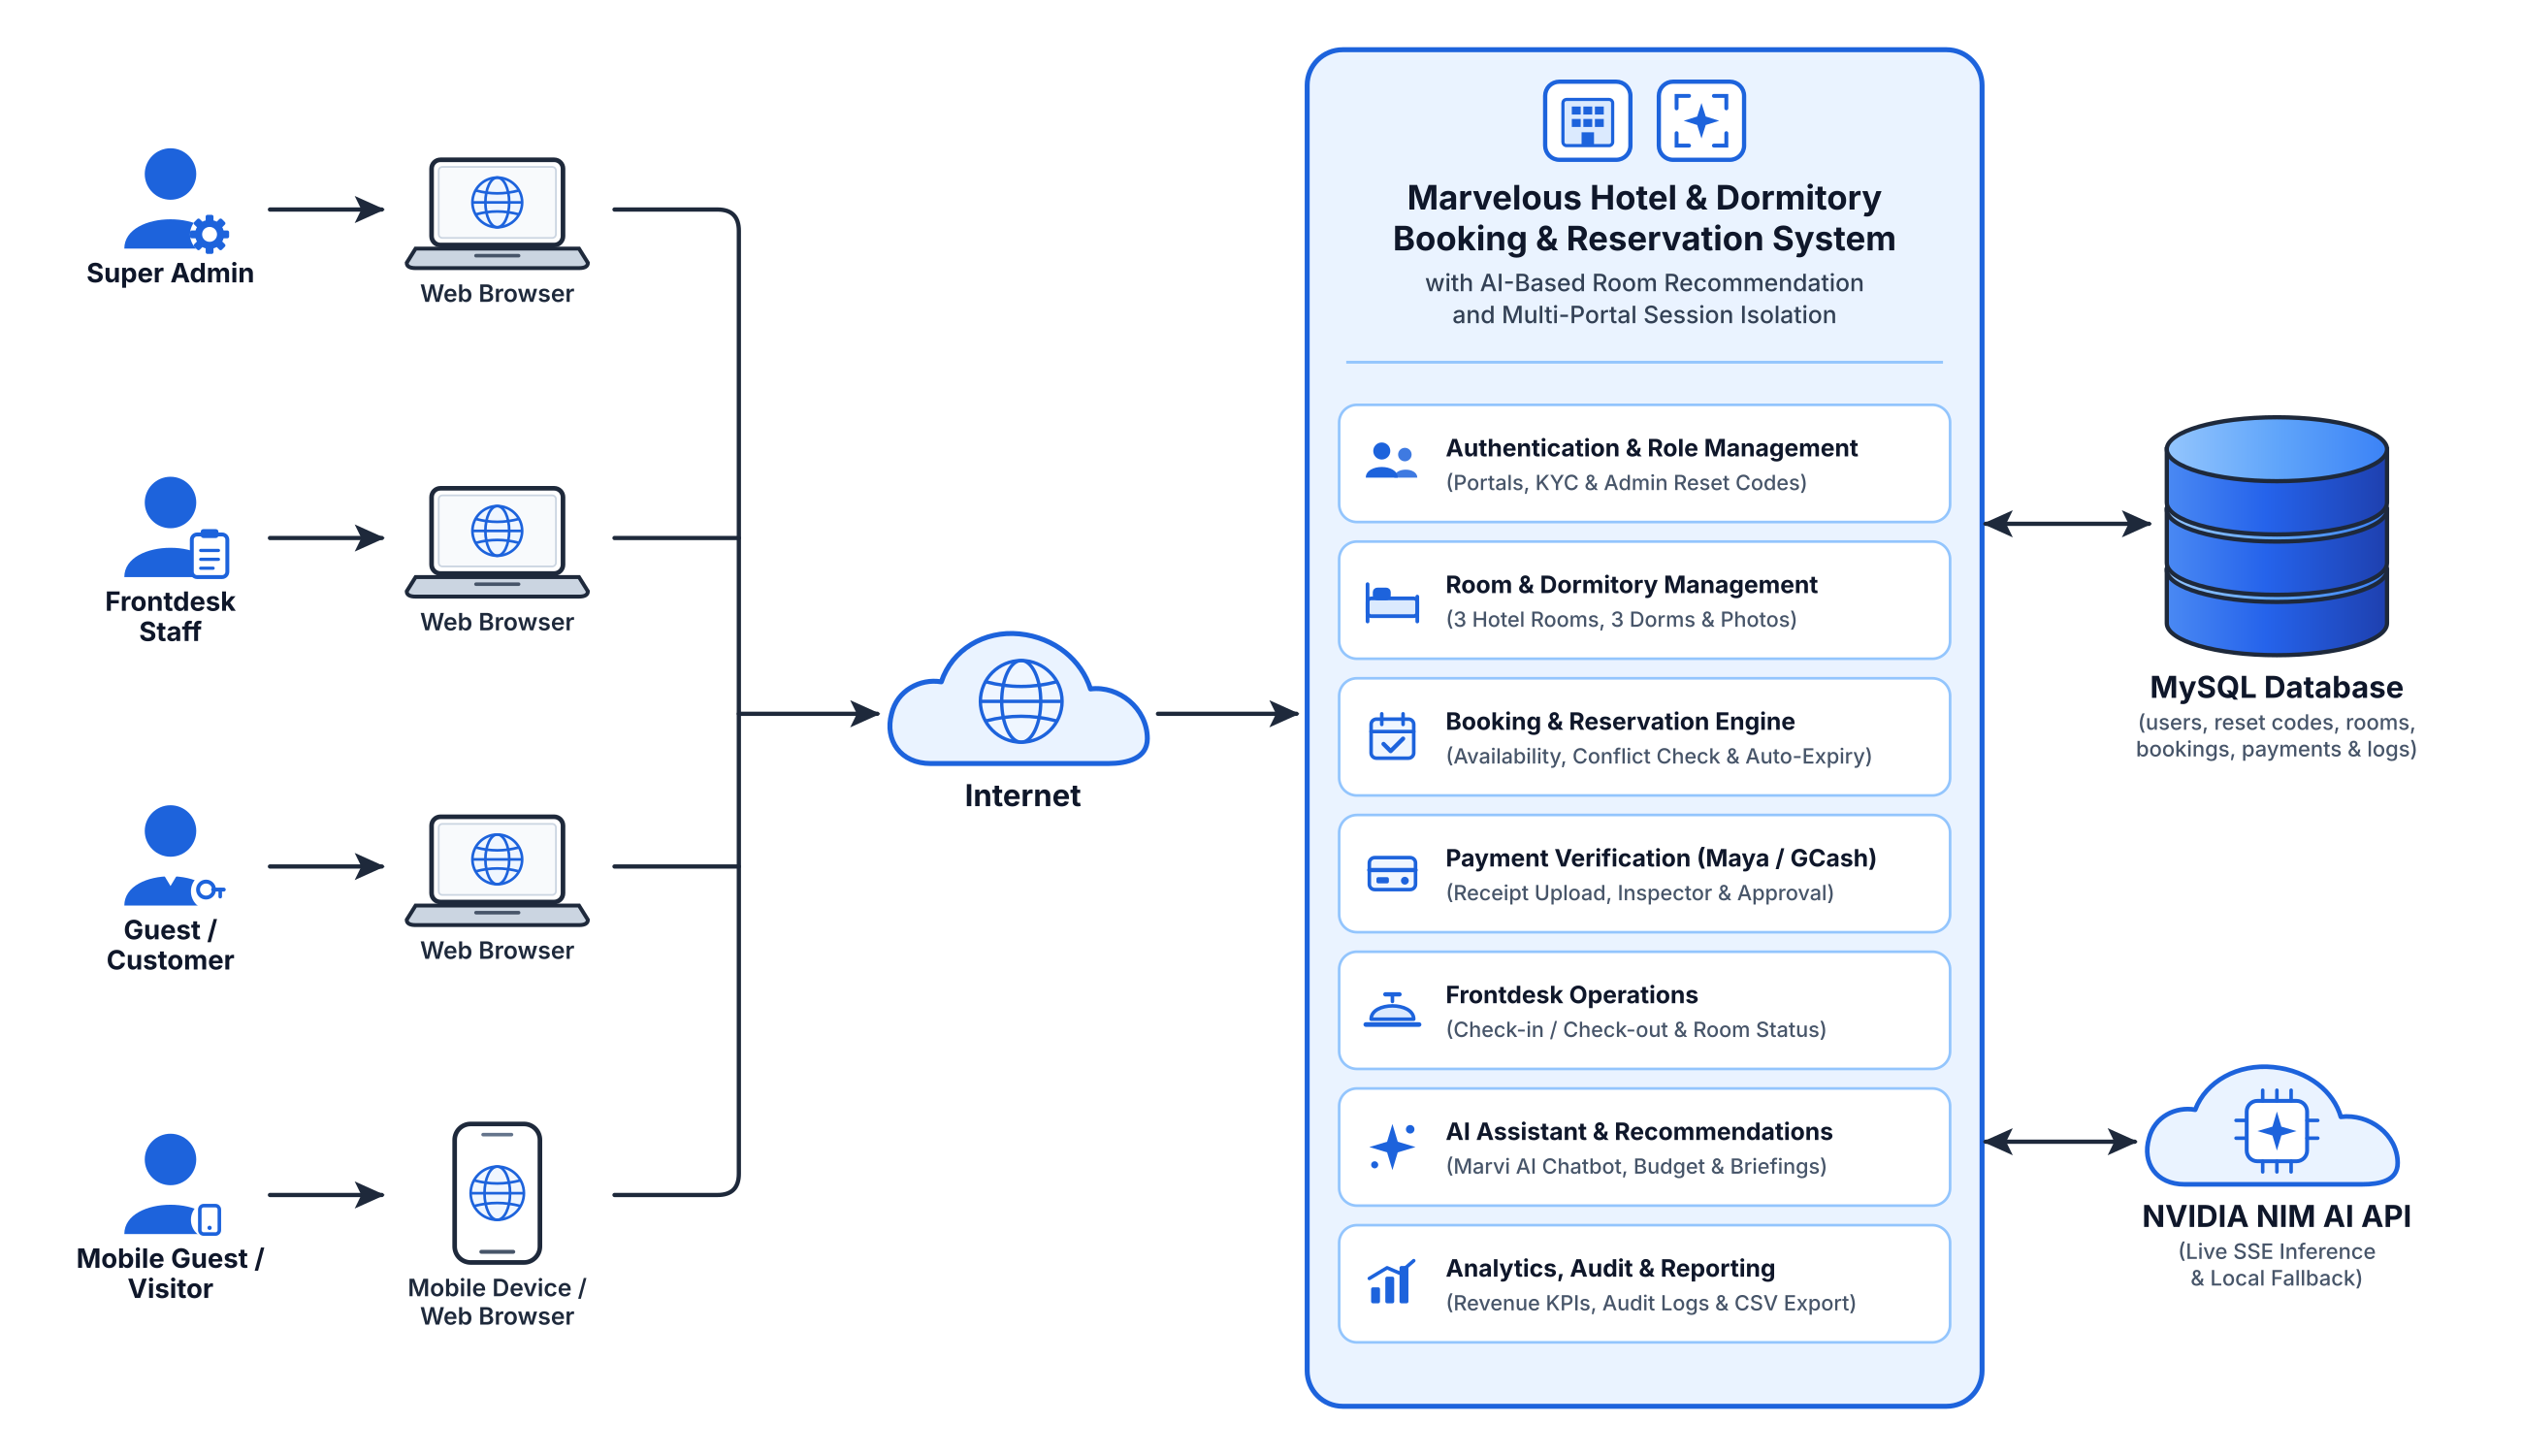 Super Admin
Web Browser
Frontdesk
Staff
Web Browser
Guest /
Customer
Web Browser
Mobile Guest /
Visitor
Mobile Device /
Web Browser
Internet
Marvelous Hotel & Dormitory
Booking & Reservation System
with AI-Based Room Recommendation
and Multi-Portal Session Isolation
Authentication & Role Management
(Portals, KYC & Admin Reset Codes)
Room & Dormitory Management
(3 Hotel Rooms, 3 Dorms & Photos)
Booking & Reservation Engine
(Availability, Conflict Check & Auto-Expiry)
Payment Verification (Maya / GCash)
(Receipt Upload, Inspector & Approval)
Frontdesk Operations
(Check-in / Check-out & Room Status)
AI Assistant & Recommendations
(Marvi AI Chatbot, Budget & Briefings)
Analytics, Audit & Reporting
(Revenue KPIs, Audit Logs & CSV Export)
MySQL Database
(users, reset codes, rooms,
bookings, payments & logs)
NVIDIA NIM AI API
(Live SSE Inference
& Local Fallback)